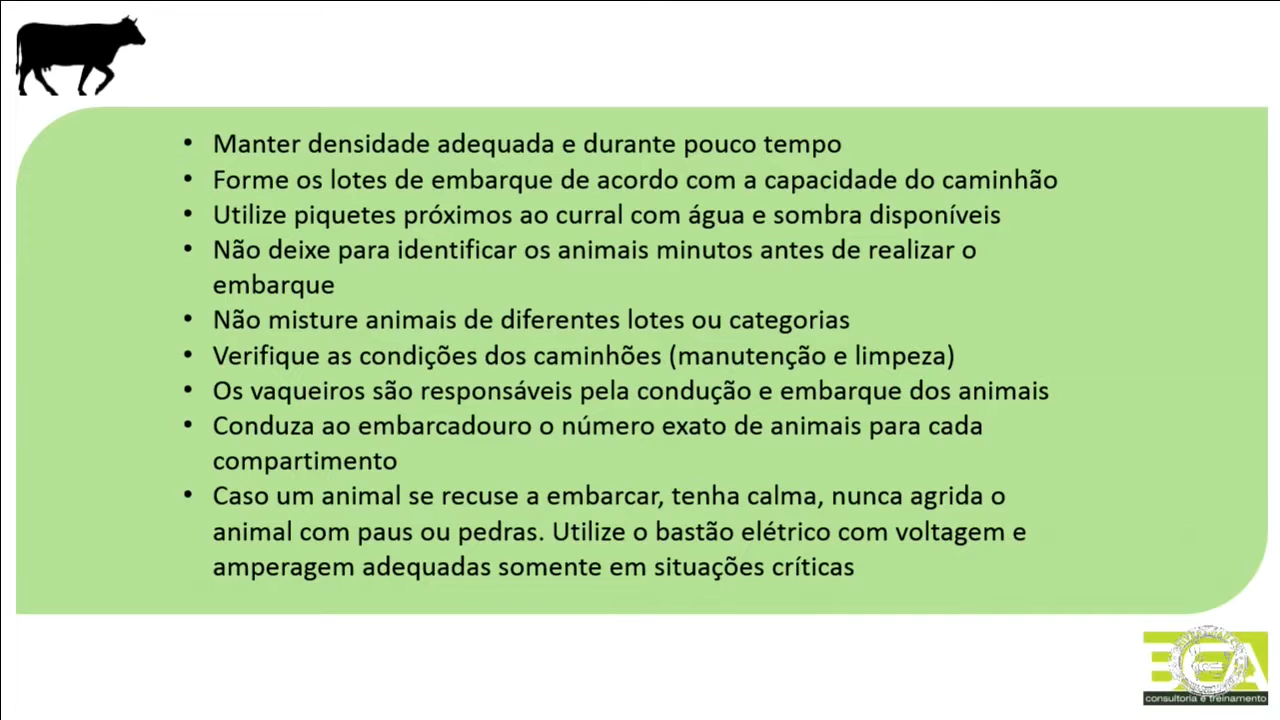 • Manter densidade adequada e durante pouco tempo
• Forme os lotes de embarque de acordo com a capacidade do caminhão
• Utilize piquetes próximos ao curral com água e sombra disponíveis
• Não deixe para identificar os animais minutos antes de realizar o
embarque
• Não misture animais de diferentes lotes ou categorias
• Verifique as condições dos caminhões (manutenção e limpeza)
• Os vaqueiros são responsáveis pela condução e embarque dos animais
• Conduza ao embarcadouro o número exato de animais para cada
compartimento
• Caso um animal se recuse a embarcar, tenha calma, nunca agrida o
animal com paus ou pedras. Utilize o bastão elétrico com voltagem e
amperagem adequadas somente em situações críticas
consultoria e treinamento